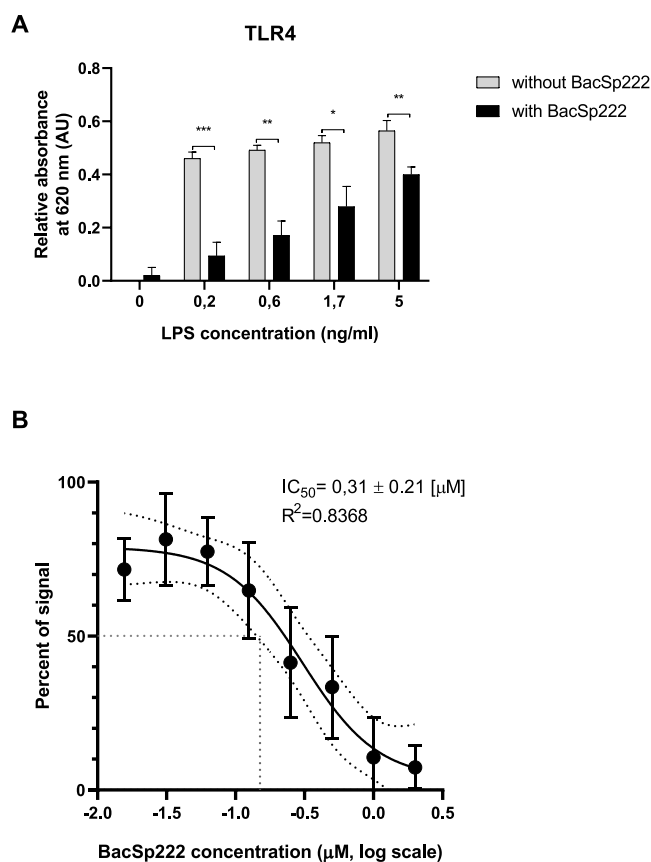 A
TLR4
0.8
0.6
0.4
0.2
0.0
Relative absorbance
at 620 nm (AU)
***
**
*
**
without BacSp222
with BacSp222
0
0,2
0,6
1,7
5
LPS concentration (ng/ml)
B
IC50= 0,31 ± 0.21 [µM]
R2=0.8368
100
50
0
Percent of signal
-2.0
-1.5
-1.0
-0.5
0.0
0.5
BacSp222 concentration (µM, log scale)